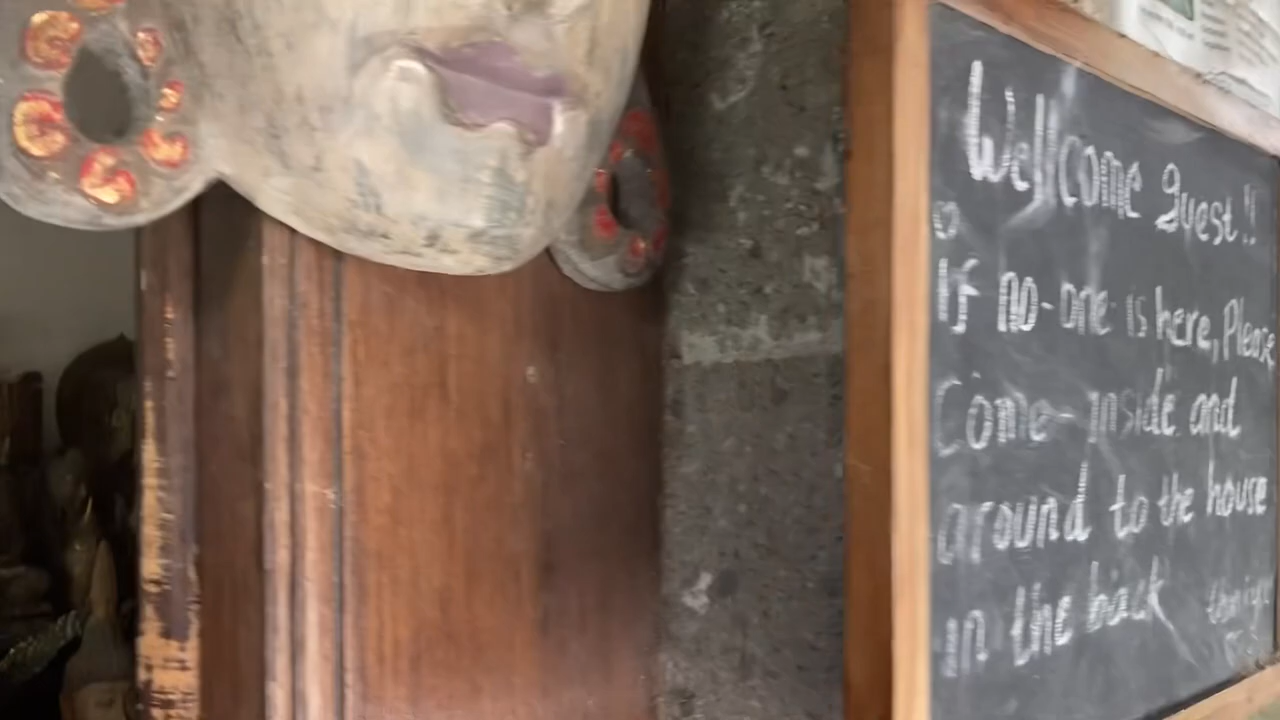 Wellcome guest!!
If no-one is here, Please
Come inside and
around to the house
in the back